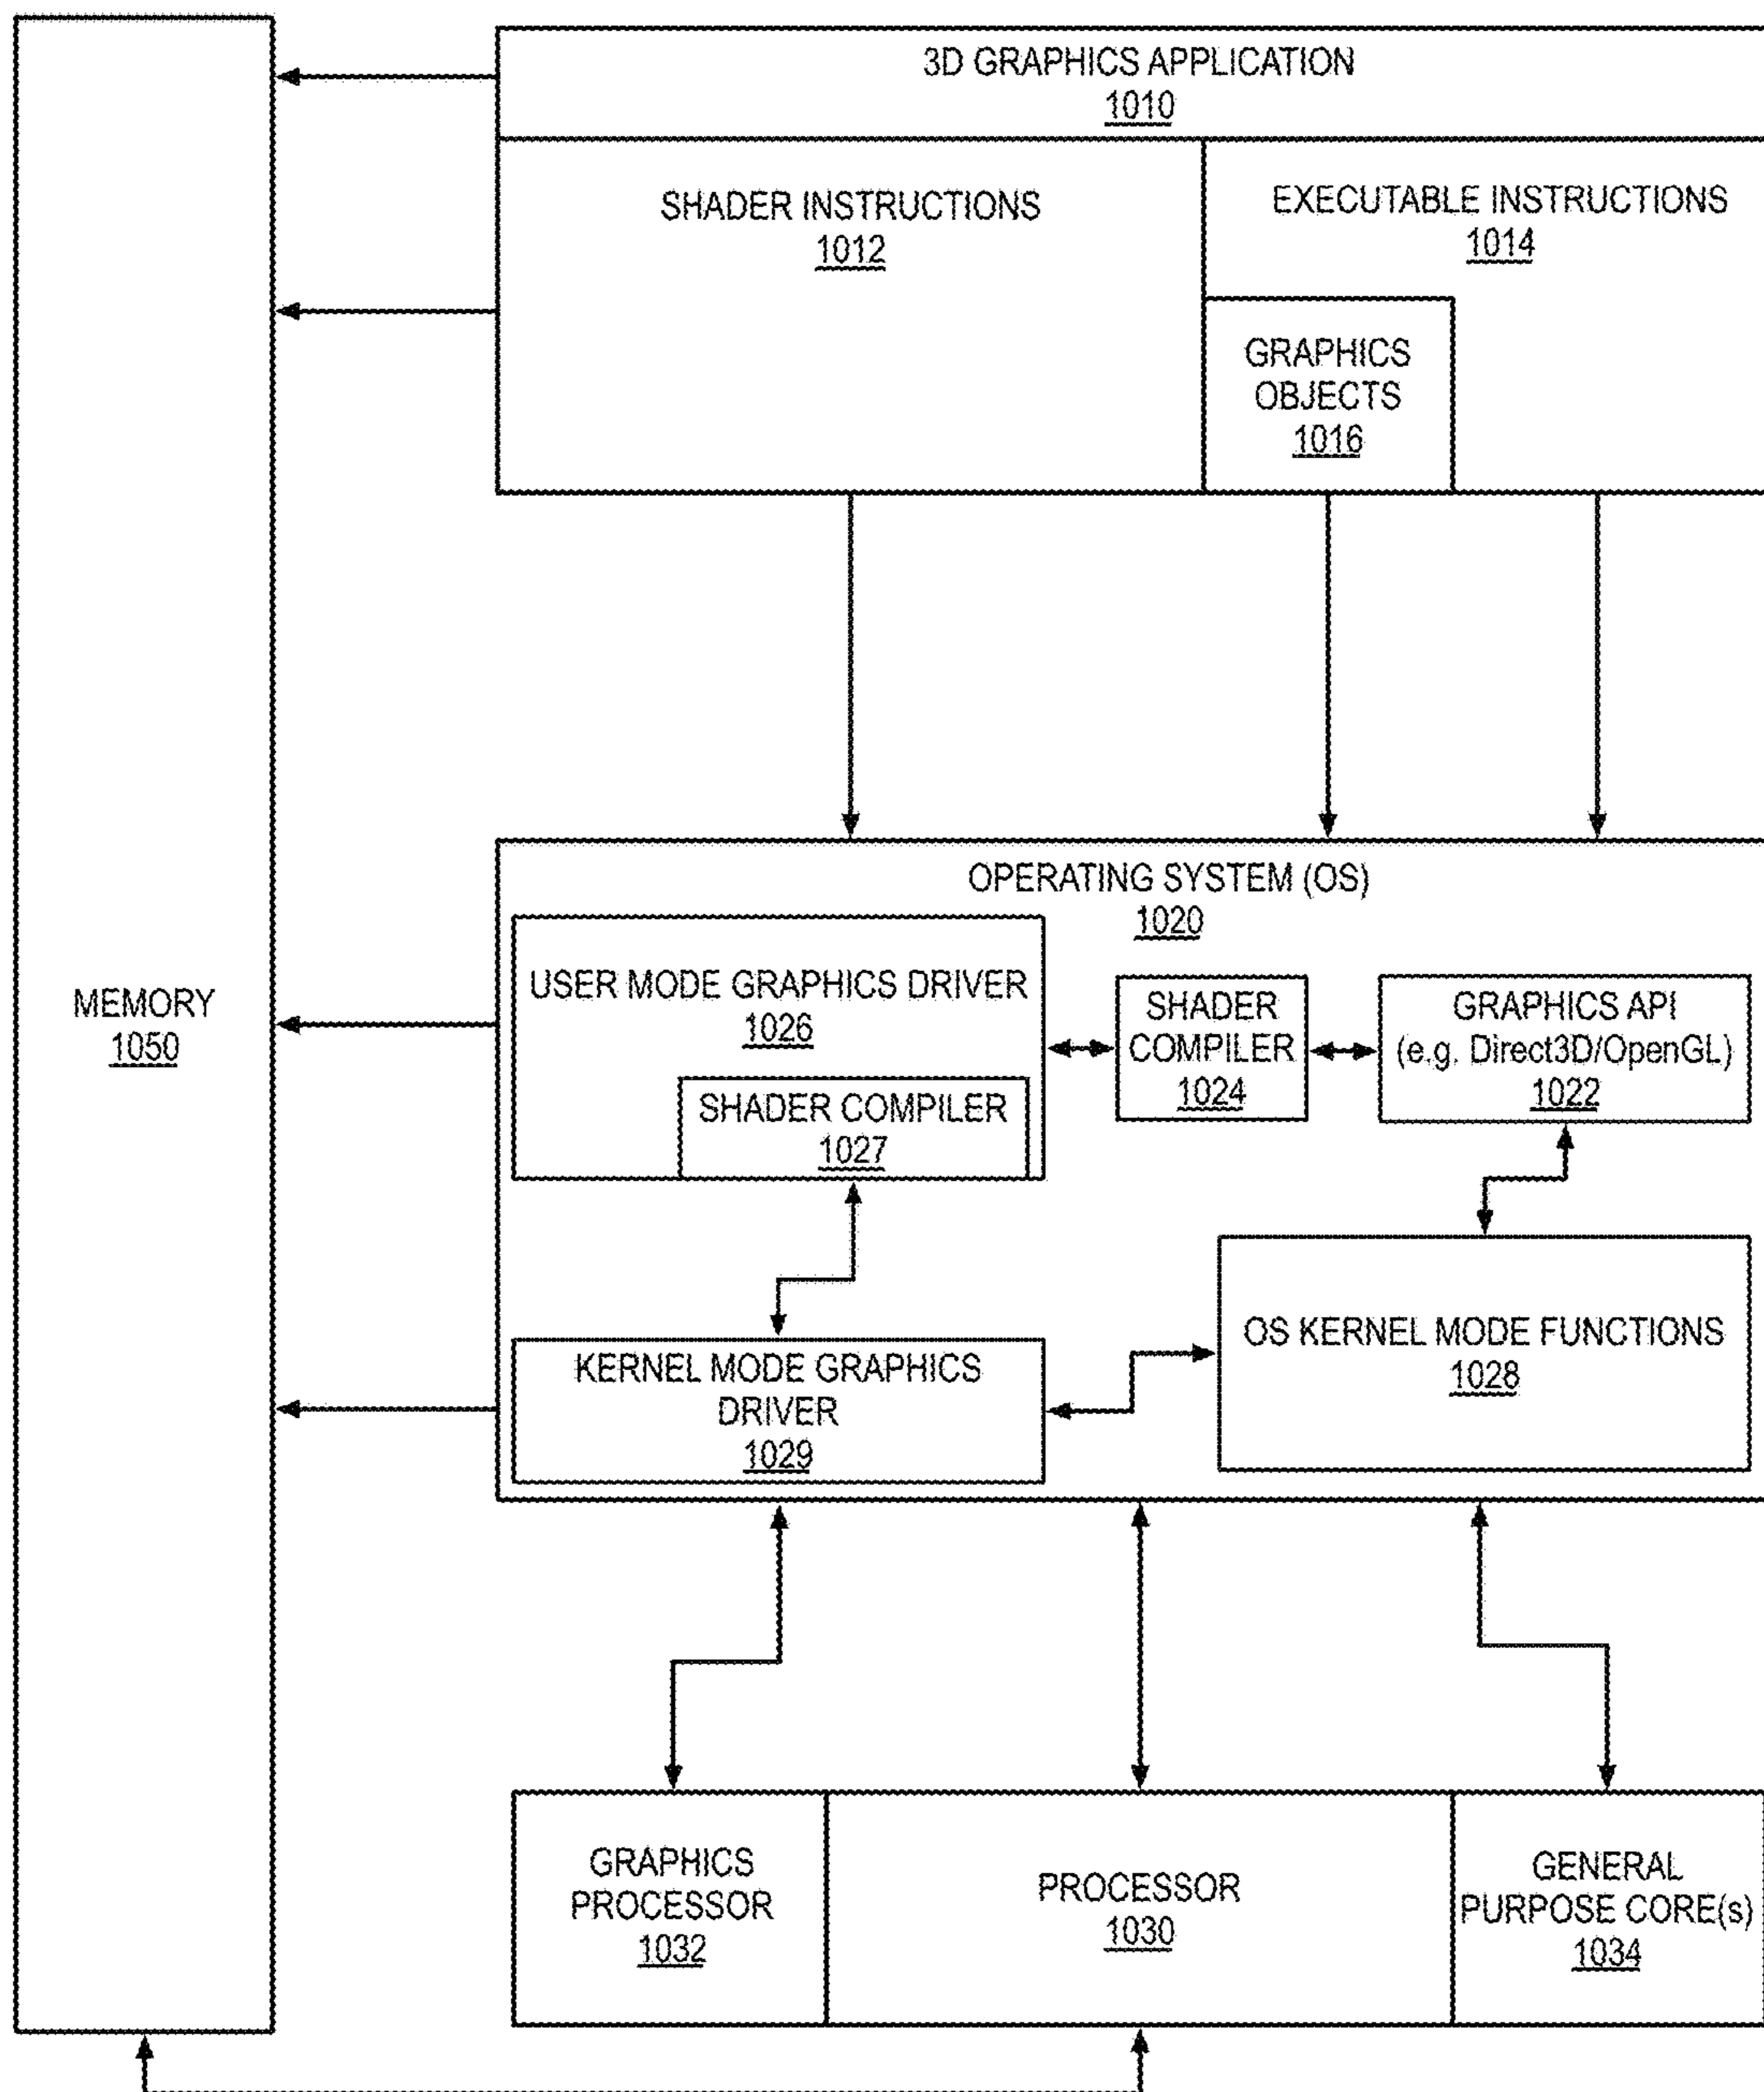 3D GRAPHICS APPLICATION
1010
SHADER INSTRUCTIONS
1012
EXECUTABLE INSTRUCTIONS
1014
GRAPHICS
OBJECTS
1016
MEMORY
1050
OPERATING SYSTEM (OS)
1020
USER MODE GRAPHICS DRIVER
1026
SHADER COMPILER
1027
SHADER
COMPILER
1024
GRAPHICS API
(e.g. Direct3D/OpenGL)
1022
KERNEL MODE GRAPHICS
DRIVER
1029
OS KERNEL MODE FUNCTIONS
1028
GRAPHICS
PROCESSOR
1032
PROCESSOR
1030
GENERAL
PURPOSE CORE(s)
1034